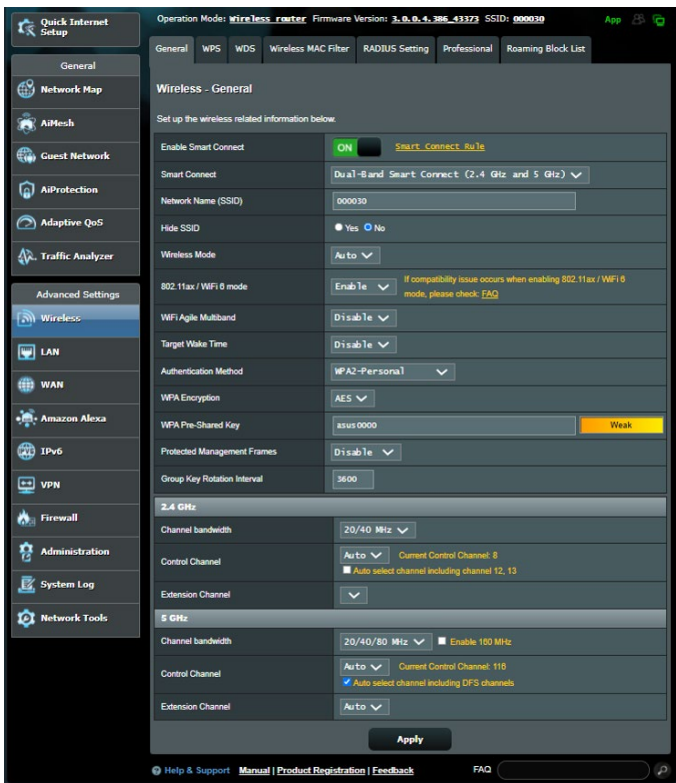 Quick Internet Setup
Operation Mode: Wireless router Firmware Version: 3.0.0.4.386_43373 SSID: 000030 App
General WPS WDS Wireless MAC Filter RADIUS Setting Professional Roaming Block List
General
Network Map
AiMesh
Guest Network
AiProtection
Adaptive QoS
Traffic Analyzer
Advanced Settings
Wireless
LAN
WAN
Amazon Alexa
IPv6
VPN
Firewall
Administration
System Log
Network Tools
Wireless - General
Set up the wireless related information below.
Enable Smart Connect ON Smart Connect Rule
Smart Connect Dual-Band Smart Connect (2.4 GHz and 5 GHz)
Network Name (SSID) 000030
Hide SSID Yes No
Wireless Mode Auto
802.11ax / WiFi 6 mode Enable If compatibility issue occurs when enabling 802.11ax / WiFi 6
mode, please check: FAQ
WiFi Agile Multiband Disable
Target Wake Time Disable
Authentication Method WPA2-Personal
WPA Encryption AES
WPA Pre-Shared Key asus0000 Weak
Protected Management Frames Disable
Group Key Rotation Interval 3600
2.4 GHz
Channel bandwidth 20/40 MHz
Control Channel Auto Current Control Channel: 8
Auto select channel including channel 12, 13
Extension Channel
5 GHz
Channel bandwidth 20/40/80 MHz Enable 160 MHz
Control Channel Auto Current Control Channel: 116
Auto select channel including DFS channels
Extension Channel Auto
Apply
Help & Support Manual | Product Registration | Feedback FAQ